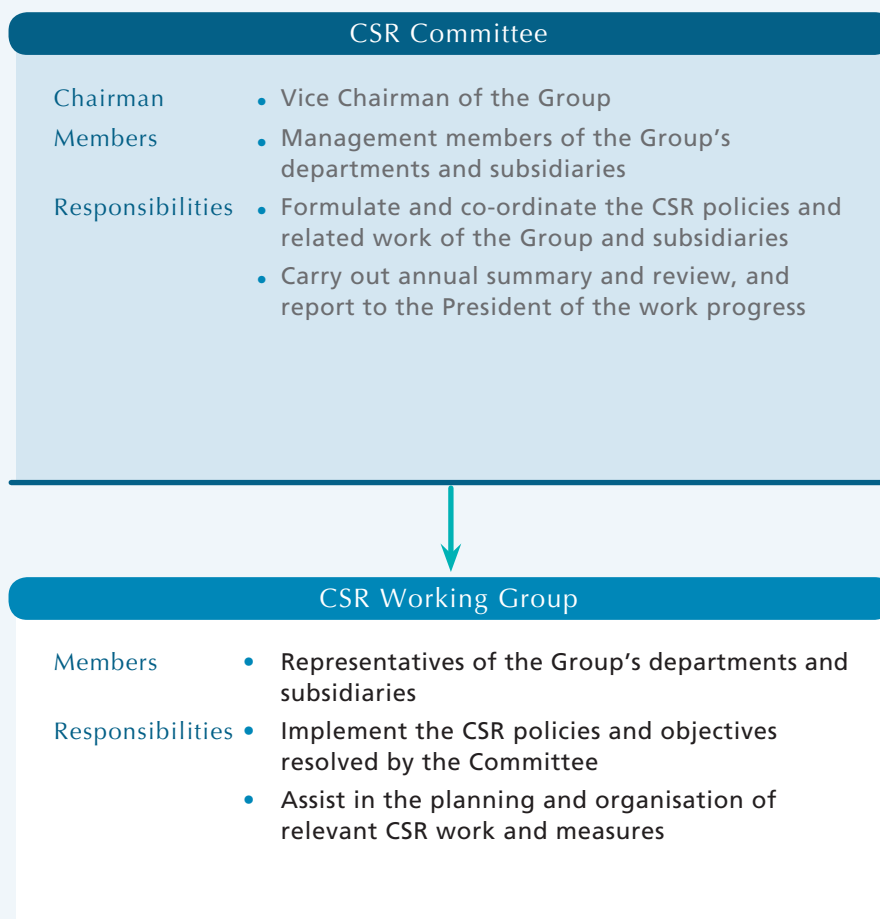 CSR Committee
Chairman • Vice Chairman of the Group
Members • Management members of the Group’s
departments and subsidiaries
Responsibilities • Formulate and co-ordinate the CSR policies and
related work of the Group and subsidiaries
• Carry out annual summary and review, and
report to the President of the work progress
CSR Working Group
Members • Representatives of the Group’s departments and
subsidiaries
Responsibilities • Implement the CSR policies and objectives
resolved by the Committee
• Assist in the planning and organisation of
relevant CSR work and measures